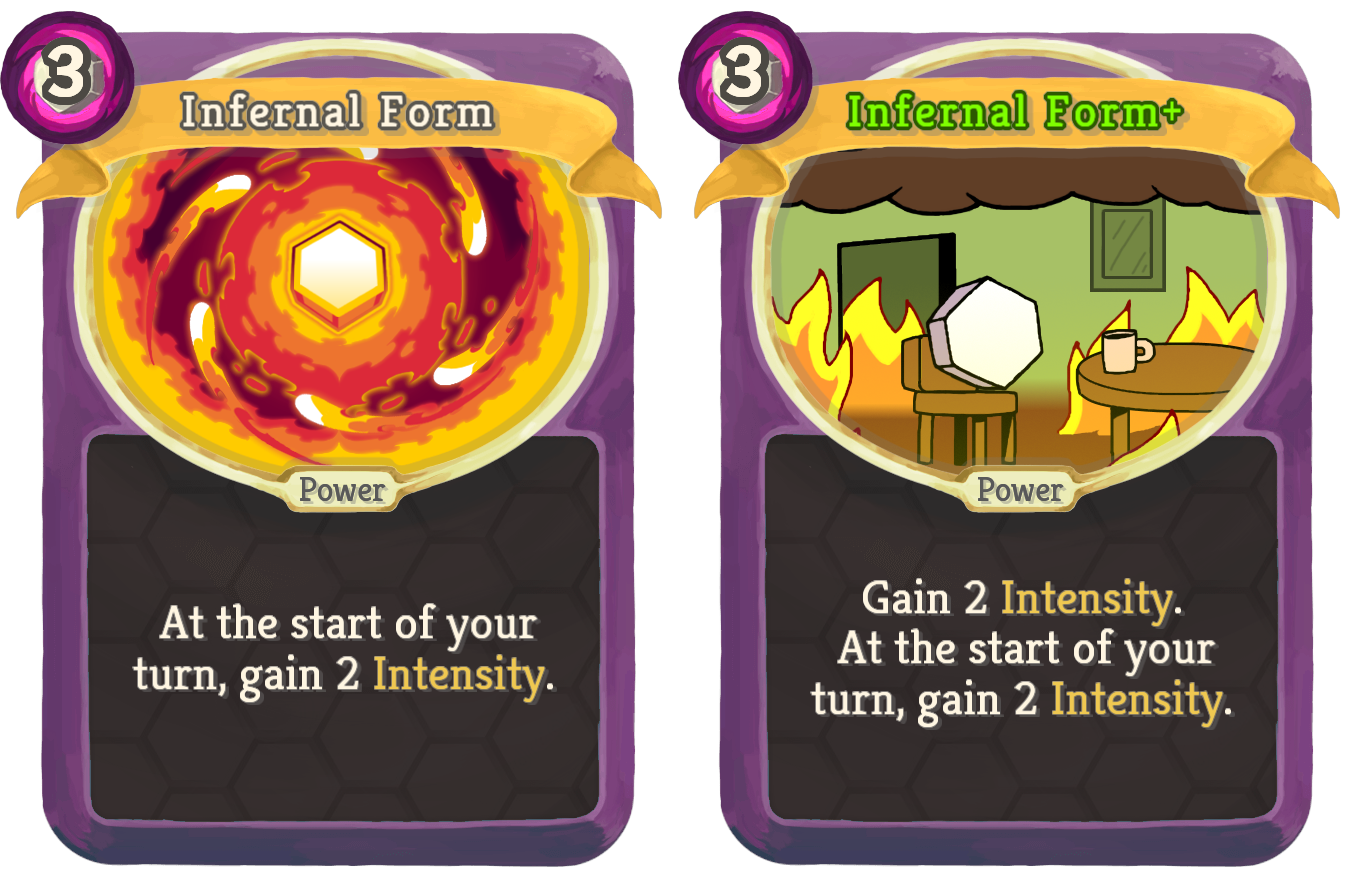 3
Infernal Form
Power
At the start of your
turn, gain 2 Intensity.
3
Infernal Form+
Power
Gain 2 Intensity.
At the start of your
turn, gain 2 Intensity.